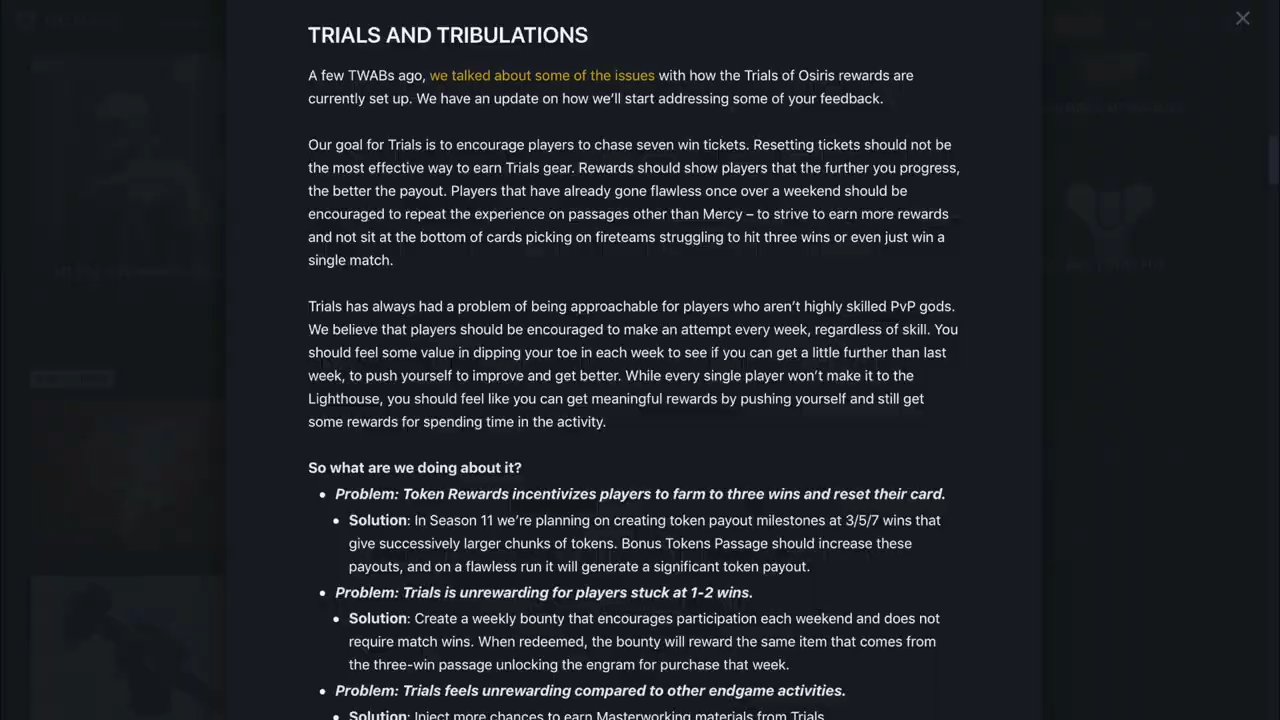 TRIALS AND TRIBULATIONS
A few TWABs ago, we talked about some of the issues with how the Trials of Osiris rewards are
currently set up. We have an update on how we’ll start addressing some of your feedback.
Our goal for Trials is to encourage players to chase seven win tickets. Resetting tickets should not be
the most effective way to earn Trials gear. Rewards should show players that the further you progress,
the better the payout. Players that have already gone flawless once over a weekend should be
encouraged to repeat the experience on passages other than Mercy – to strive to earn more rewards
and not sit at the bottom of cards picking on fireteams struggling to hit three wins or even just win a
single match.
Trials has always had a problem of being approachable for players who aren’t highly skilled PvP gods.
We believe that players should be encouraged to make an attempt every week, regardless of skill. You
should feel some value in dipping your toe in each week to see if you can get a little further than last
week, to push yourself to improve and get better. While every single player won’t make it to the
Lighthouse, you should feel like you can get meaningful rewards by pushing yourself and still get
some rewards for spending time in the activity.
So what are we doing about it?
• Problem: Token Rewards incentivizes players to farm to three wins and reset their card.
• Solution: In Season 11 we’re planning on creating token payout milestones at 3/5/7 wins that
give successively larger chunks of tokens. Bonus Tokens Passage should increase these
payouts, and on a flawless run it will generate a significant token payout.
• Problem: Trials is unrewarding for players stuck at 1-2 wins.
• Solution: Create a weekly bounty that encourages participation each weekend and does not
require match wins. When redeemed, the bounty will reward the same item that comes from
the three-win passage unlocking the engram for purchase that week.
• Problem: Trials feels unrewarding compared to other endgame activities.
• Solution: Inject more chances to earn Masterworking materials from Trials.